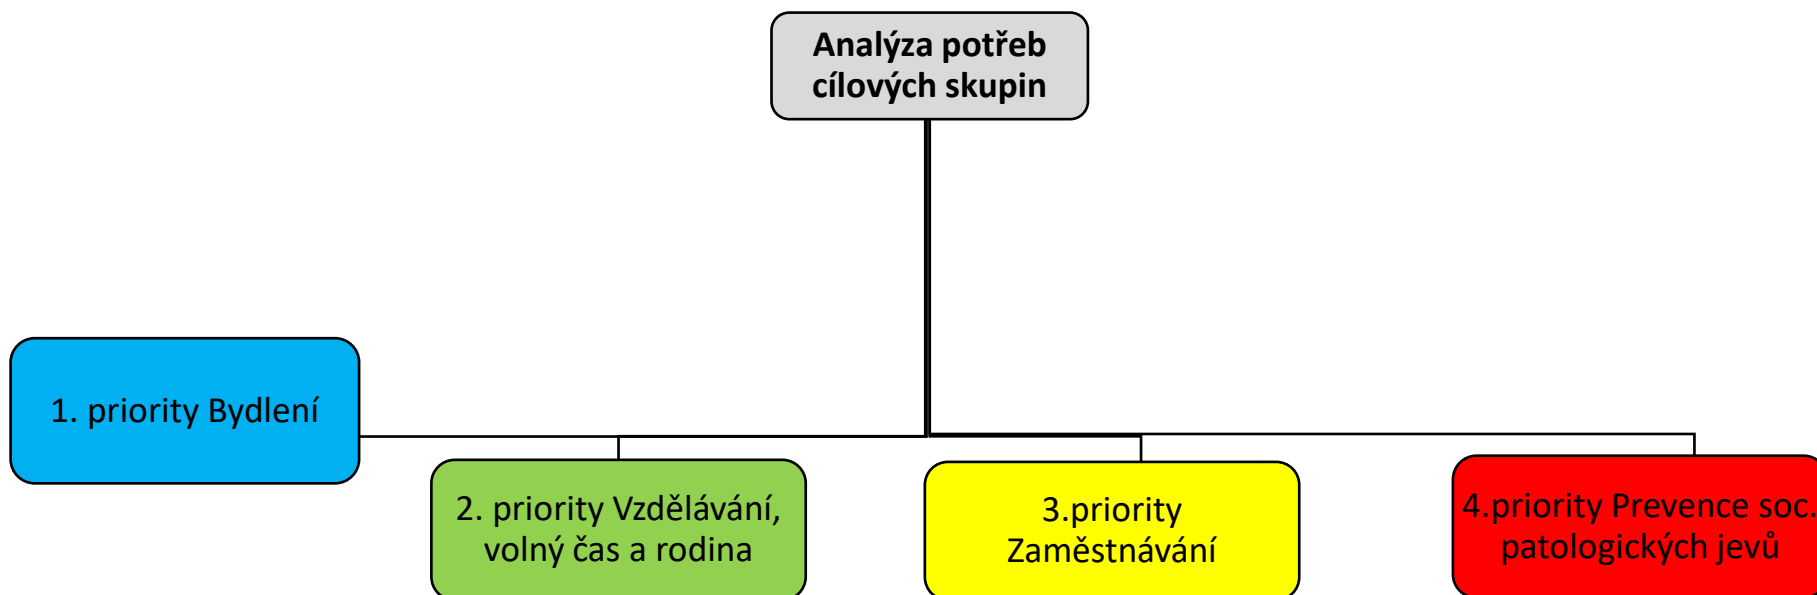 Analýza potřeb
cílových skupin
1. priority Bydlení
2. priority Vzdělávání,
volný čas a rodina
3.priority
Zaměstnávání
4.priority Prevence soc.
patologických jevů